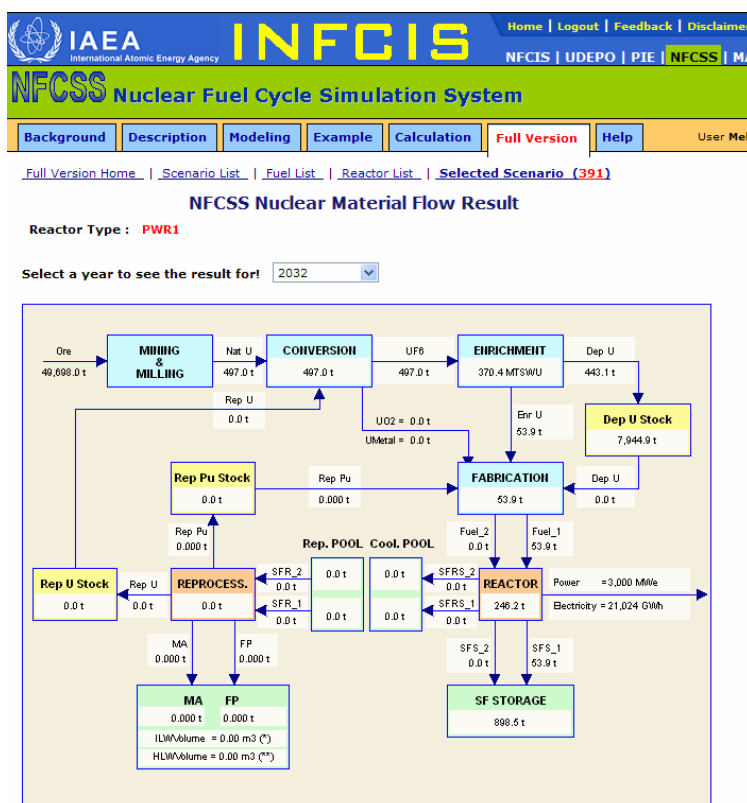 IAEA
International Atomic Energy Agency
INFCIS
Home | Logout | Feedback | Disclaime
NFCIS | UDEPO | PIE | NFCSS | MA
NFCSS Nuclear Fuel Cycle Simulation System
Background Description Modeling Example Calculation Full Version Help User Mel
Full Version Home | Scenario List | Fuel List | Reactor List | Selected Scenario (391)
NFCSS Nuclear Material Flow Result
Reactor Type : PWR1
Select a year to see the result for! 2032
Ore
49,698.0 t
MINING
&
MILLING
Nat U
497.0 t
CONVERSION
497.0 t
UF6
497.0 t
ENRICHMENT
370.4 MTSWU
Dep U
443.1 t
Rep U
0.0 t
UO2 = 0.0 t
UMetal = 0.0 t
Enr U
53.9 t
Dep U Stock
7,944.9 t
Rep Pu Stock
0.0 t
Rep Pu
0.000 t
FABRICATION
53.9 t
Dep U
0.0 t
Rep Pu
0.000 t
Rep. POOL
Cool. POOL
Fuel_2
0.0 t
Fuel_1
53.9 t
Rep U Stock
0.0 t
Rep U
0.0 t
REPROCESS.
0.0 t
SFR_2
0.0 t
SFR_1
0.0 t
0.0 t
0.0 t
0.0 t
0.0 t
SFRS_2
0.0 t
SFRS_1
0.0 t
REACTOR
246.2 t
Power =3,000 MWe
Electricity = 21,024 GWh
MA
0.000 t
FP
0.000 t
SFS_2
0.0 t
SFS_1
53.9 t
MA FP
0.000 t 0.000 t
ILWVolume = 0.00 m3 (*)
HLWVolume = 0.00 m3 (**)
SF STORAGE
898.5 t